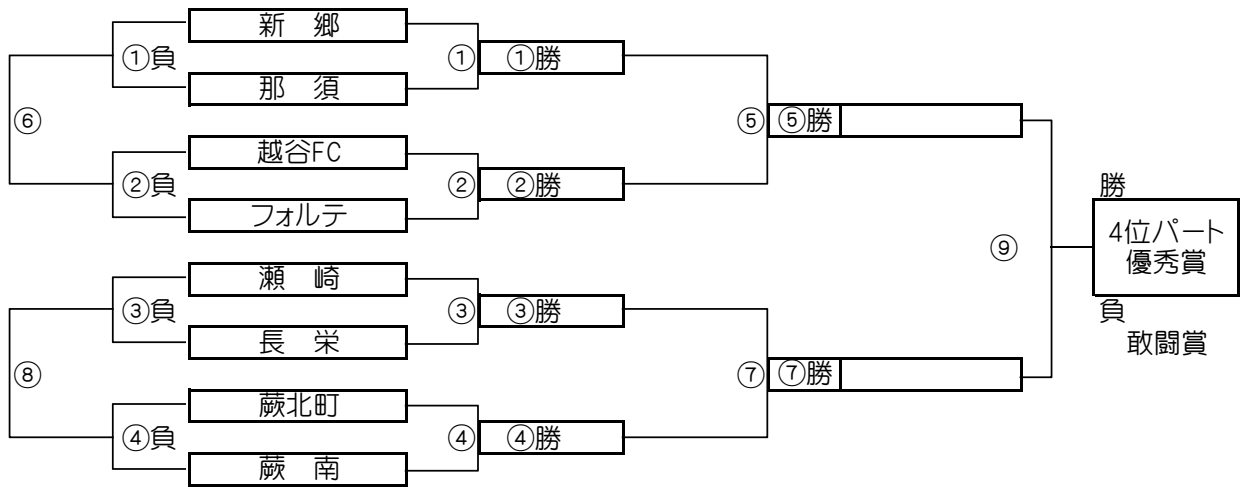 新　郷
①負
①
①勝
那　須
⑥
⑤
⑤勝
越谷FC
②負
②
②勝
フォルテ
勝
4位パート
優秀賞
⑨
瀬　崎
③負
③
③勝
負
敢闘賞
長　栄
⑧
⑦
⑦勝
蕨北町
④負
④
④勝
蕨　南